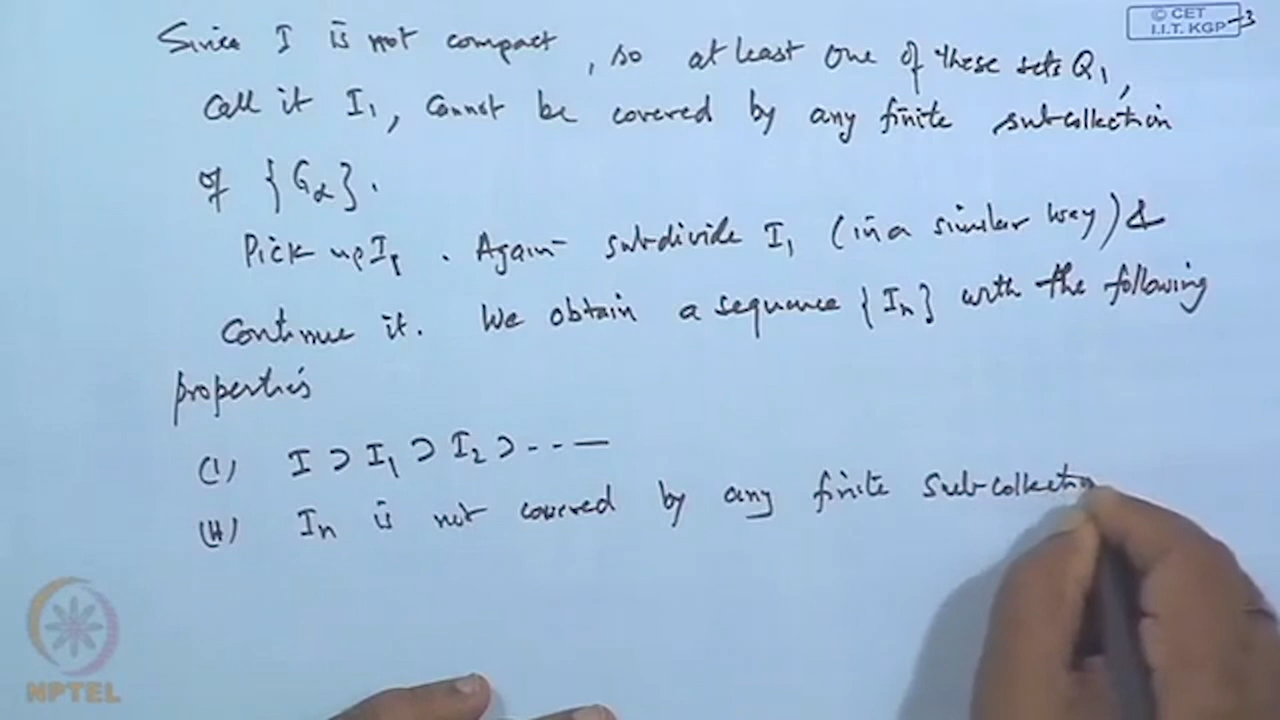 © CET
I.I.T. KGP -3
Since I is not compact, so at least one of these sets Q1,
call it I1, cannot be covered by any finite subcollection
of {Gα}.
Pick up I1. Again subdivide I1 (in a similar way) &
continue it. We obtain a sequence {In} with the following
properties
(I) I ⊃ I1 ⊃ I2 ⊃ ---
(II) In is not covered by any finite subcollectio
NPTEL